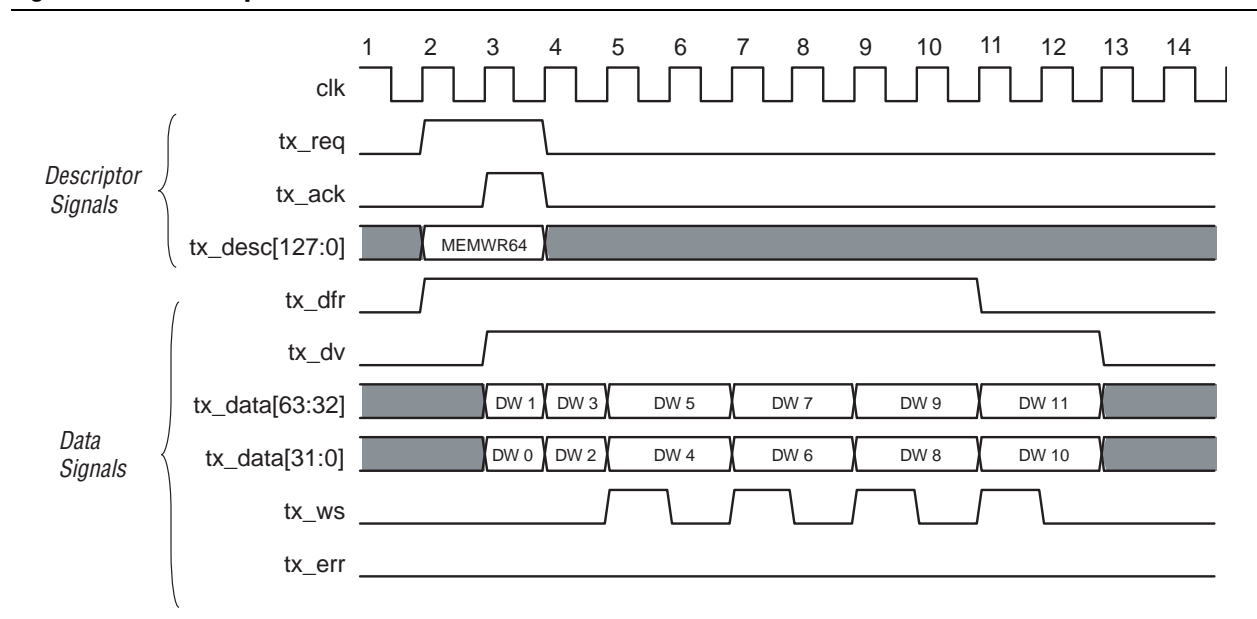 1 2 3 4 5 6 7 8 9 10 11 12 13 14
clk
tx_req
Descriptor
Signals
tx_ack
tx_desc[127:0] MEMWR64
tx_dfr
tx_dv
tx_data[63:32] DW 1 DW 3 DW 5 DW 7 DW 9 DW 11
Data
Signals
tx_data[31:0] DW 0 DW 2 DW 4 DW 6 DW 8 DW 10
tx_ws
tx_err